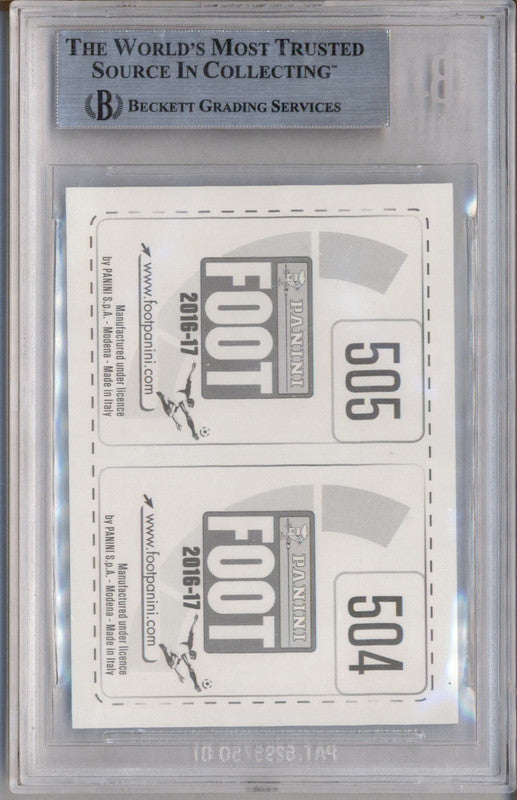 THE WORLD'S MOST TRUSTED
SOURCE IN COLLECTING™
B BECKETT GRADING SERVICES
B
505
PANINI
FOOT
2016-17
www.footpanini.com
Manufactured under licence
by PANINI S.p.A. - Modena - Made in Italy
504
PANINI
FOOT
2016-17
www.footpanini.com
Manufactured under licence
by PANINI S.p.A. - Modena - Made in Italy